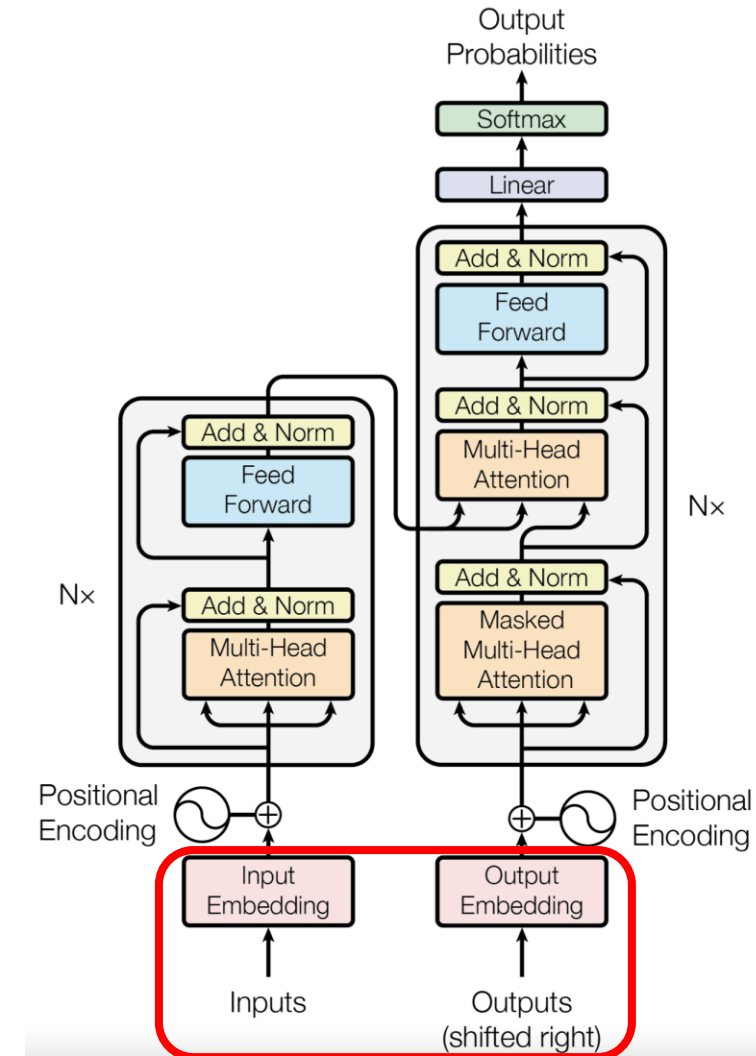 Output
Probabilities
Softmax
Linear
Add & Norm
Feed
Forward
Add & Norm
Multi-Head
Attention
Nx
Add & Norm
Masked
Multi-Head
Attention
Add & Norm
Feed
Forward
Nx
Add & Norm
Multi-Head
Attention
Positional
Encoding
Positional
Encoding
Input
Embedding
Output
Embedding
Inputs
Outputs
(shifted right)